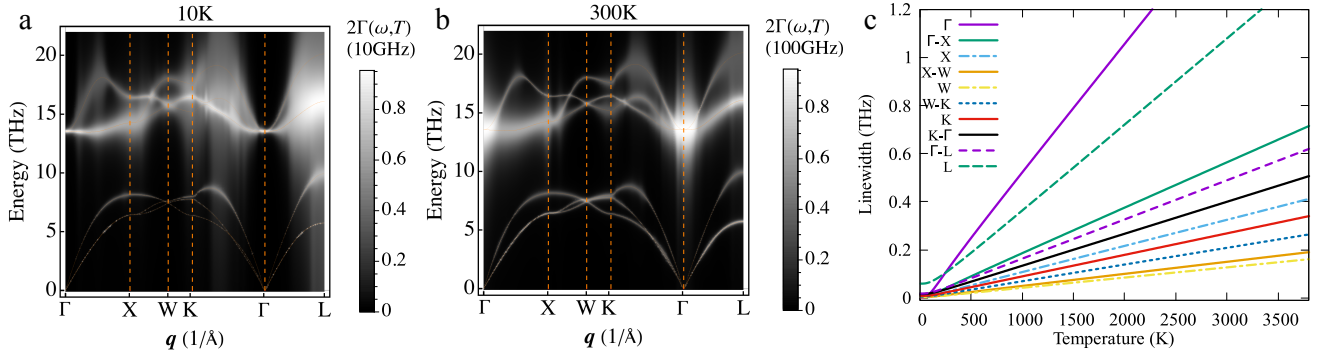 a
10K
2Γ(ω,T)
(10GHz)
20
15
10
5
0
Energy (THz)
Γ X W K Γ L
q (1/Å)
0.8
0.6
0.4
0.2
0
b
300K
2Γ(ω,T)
(100GHz)
20
15
10
5
0
Energy (THz)
Γ X W K Γ L
q (1/Å)
0.8
0.6
0.4
0.2
0
c
1.2
1
0.8
0.6
0.4
0.2
0
Linewidth (THz)
Γ
Γ-X
X
X-W
W
W-K
K
K-Γ
Γ-L
L
0 500 1000 1500 2000 2500 3000 3500
Temperature (K)